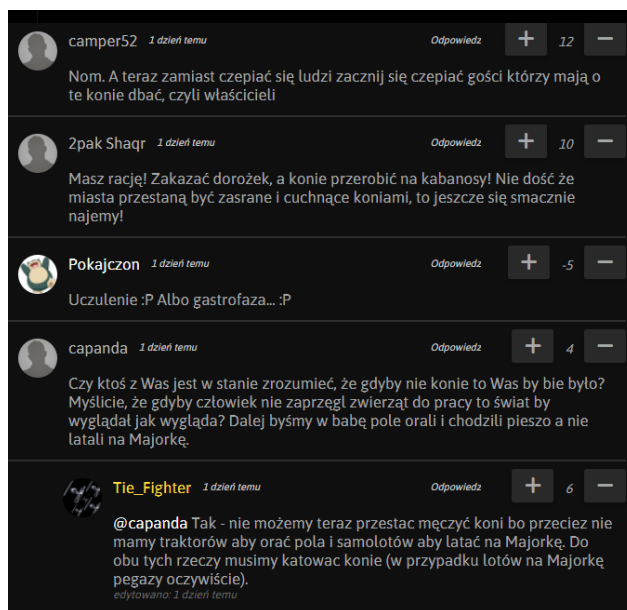 camper52 1 dzień temu Odpowiedz + 12 −
Nom. A teraz zamiast czepiać się ludzi zacznij się czepiać gości którzy mają o
te konie dbać, czyli właścicieli
2pak Shaqr 1 dzień temu Odpowiedz + 10 −
Masz rację! Zakazać dorożek, a konie przerobić na kabanosy! Nie dość że
miasta przestaną być zasrane i cuchnące koniami, to jeszcze się smacznie
najemy!
Pokajczon 1 dzień temu Odpowiedz + -5 −
Uczulenie :P Albo gastrofaza... :P
capanda 1 dzień temu Odpowiedz + 4 −
Czy ktoś z Was jest w stanie zrozumieć, że gdyby nie konie to Was by bie było?
Myślicie, że gdyby człowiek nie zaprzęgl zwierząt do pracy to świat by
wyglądał jak wygląda? Dalej byśmy w babę pole orali i chodzili pieszo a nie
latali na Majorkę.
Tie_Fighter 1 dzień temu Odpowiedz + 6 −
@capanda Tak - nie możemy teraz przestac męczyć koni bo przeciez nie
mamy traktorów aby orać pola i samolotów aby latać na Majorkę. Do
obu tych rzeczy musimy katowac konie (w przypadku lotów na Majorkę
pegazy oczywiście).
edytowano: 1 dzień temu